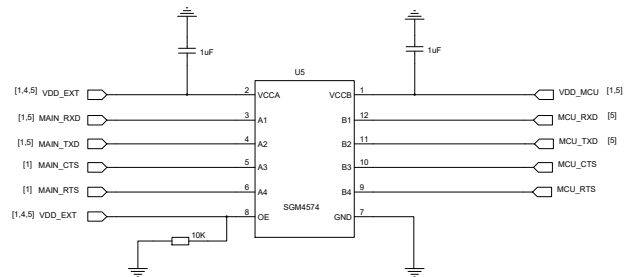 1uF
1uF
U5
[1,4,5] VDD_EXT 2 VCCA VCCB 1 VDD_MCU [1,5]
[1,5] MAIN_RXD 3 A1 B1 12 MCU_RXD [5]
[1,5] MAIN_TXD 4 A2 B2 11 MCU_TXD [5]
[1] MAIN_CTS 5 A3 B3 10 MCU_CTS
[1] MAIN_RTS 6 A4 B4 9 MCU_RTS
SGM4574
[1,4,5] VDD_EXT 8 OE GND 7
10K